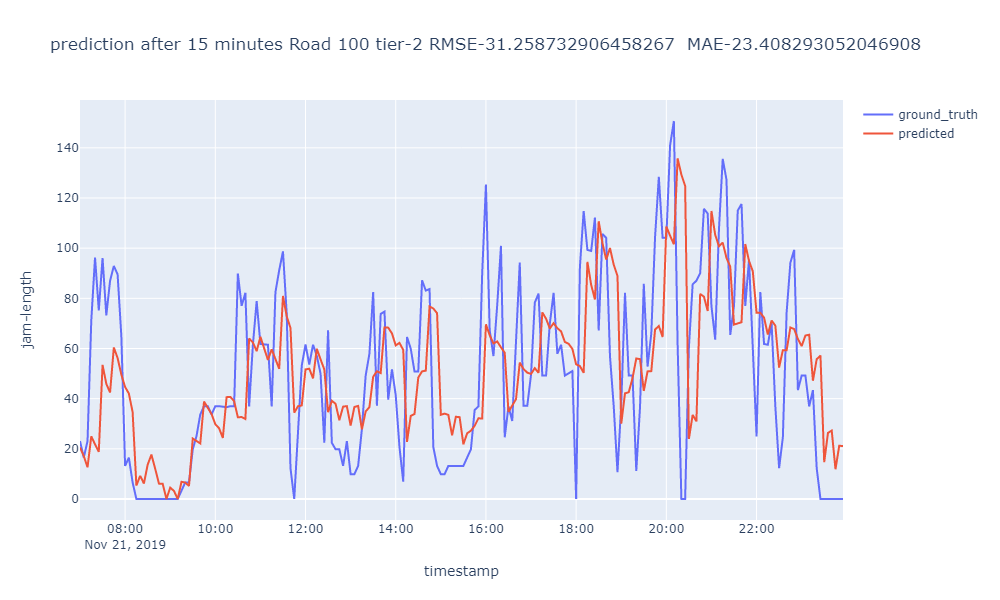 prediction after 15 minutes Road 100 tier-2 RMSE-31.258732906458267  MAE-23.408293052046908
ground_truth
predicted
jam-length
140
120
100
80
60
40
20
0
08:00 10:00 12:00 14:00 16:00 18:00 20:00 22:00
Nov 21, 2019
timestamp